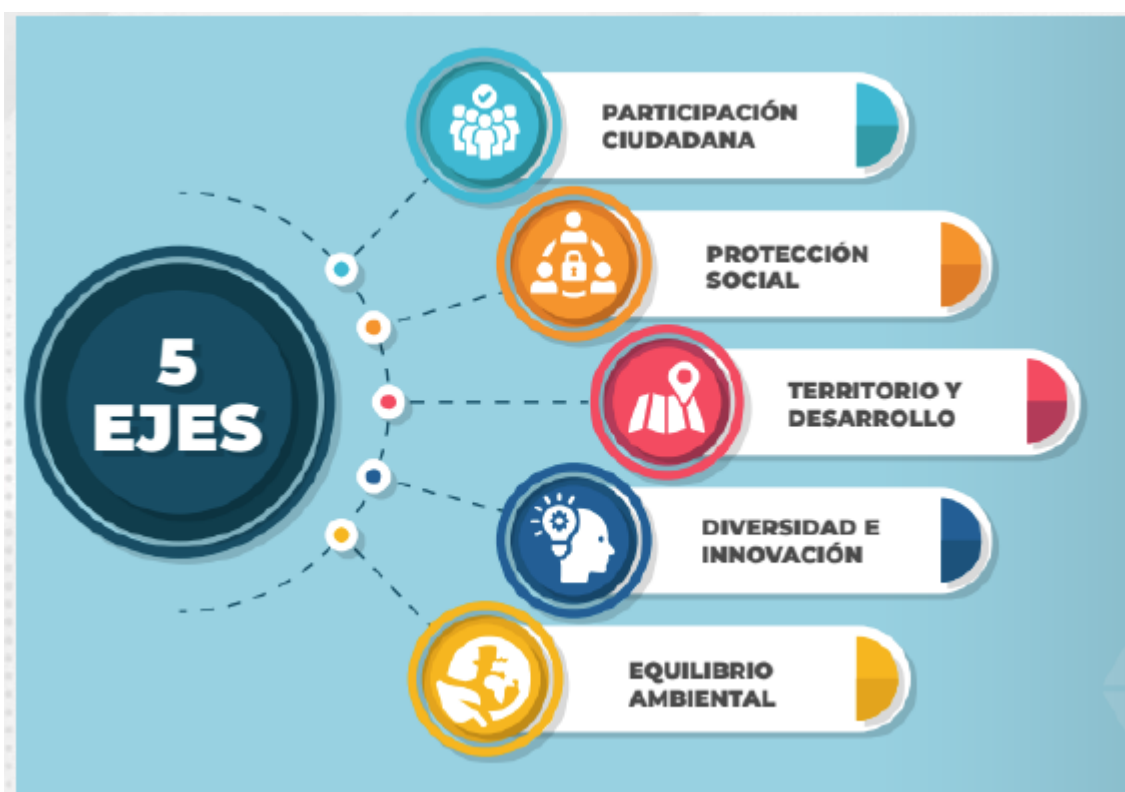 5
EJES
PARTICIPACIÓN
CIUDADANA
PROTECCIÓN
SOCIAL
TERRITORIO Y
DESARROLLO
DIVERSIDAD E
INNOVACIÓN
EQUILIBRIO
AMBIENTAL